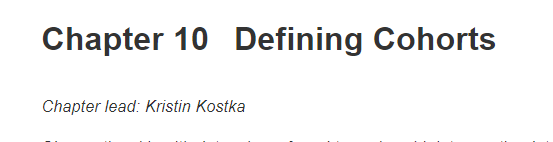 Chapter 10 Defining Cohorts
Chapter lead: Kristin Kostka